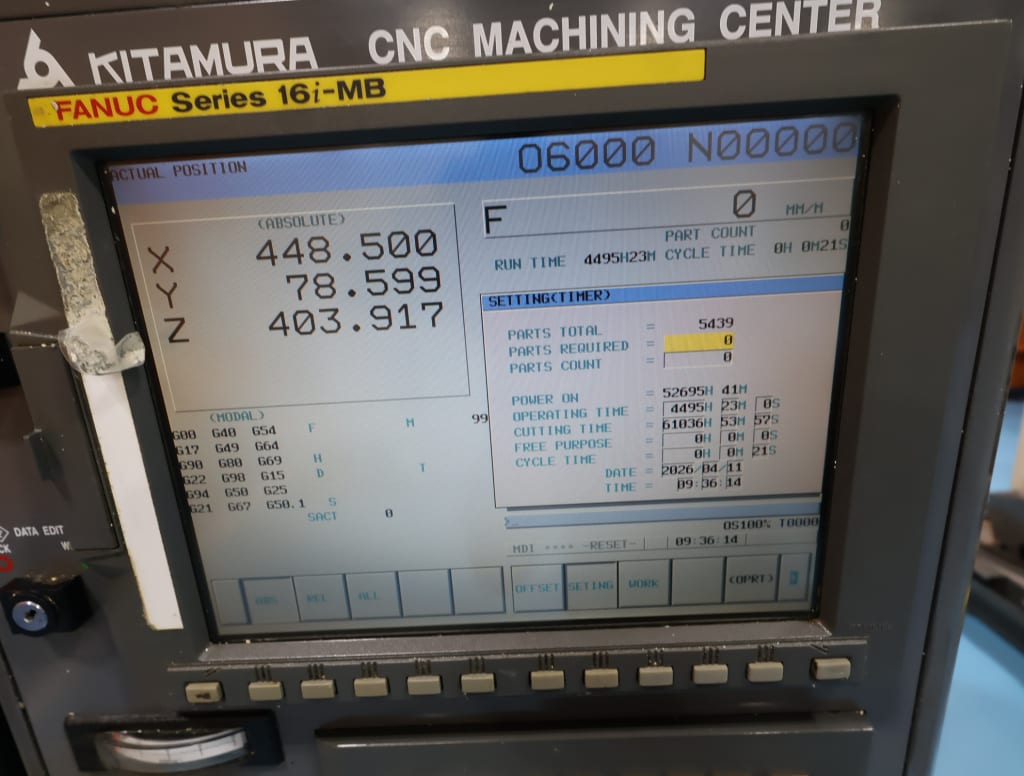 KITAMURA CNC MACHINING CENTER
FANUC Series 16i-MB
ACTUAL POSITION O6000 N00000
(ABSOLUTE)
X 448.500
Y 78.599
Z 403.917
F 0 MM/M
PART COUNT 0
RUN TIME 4495H23M CYCLE TIME 0H 0M21S
SETTING(TIMER)
PARTS TOTAL = 5439
PARTS REQUIRED = 0
PARTS COUNT = 0
POWER ON = 52695H 41M
OPERATING TIME = 4495H 23M 0S
CUTTING TIME = 61036H 53M 57S
FREE PURPOSE = 0H 0M 0S
CYCLE TIME = 0H 0M 21S
DATE = 2026/04/11
TIME = 09:36:14
(MODAL)
G00 G40 G54 F M 99
G17 G49 G64
G90 G80 G69 H T
G22 G98 G15 D
G94 G50 G25
G21 G67 G50.1 S
SACT 0
>_
OS100% T0000
MDI **** -RESET- 09:36:14
ABS REL ALL
OFFSET SETING WORK (OPRT)
DATA EDIT